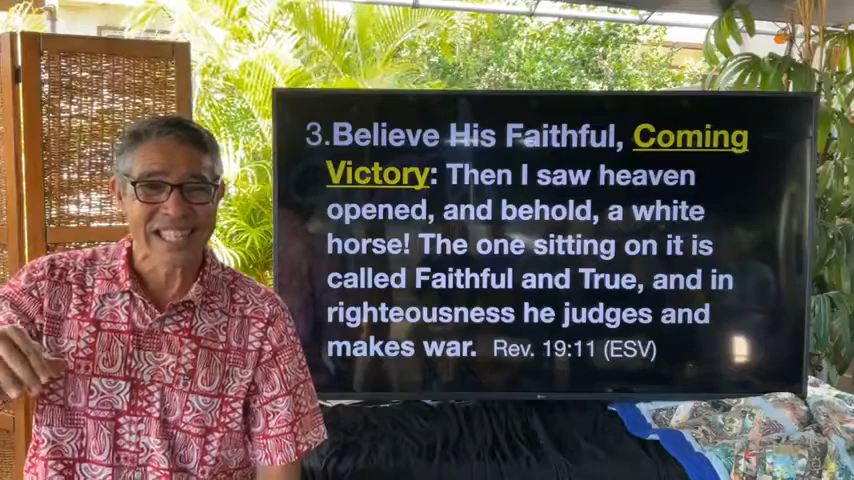 3.Believe His Faithful, Coming
Victory: Then I saw heaven
opened, and behold, a white
horse! The one sitting on it is
called Faithful and True, and in
righteousness he judges and
makes war. Rev. 19:11 (ESV)
LG